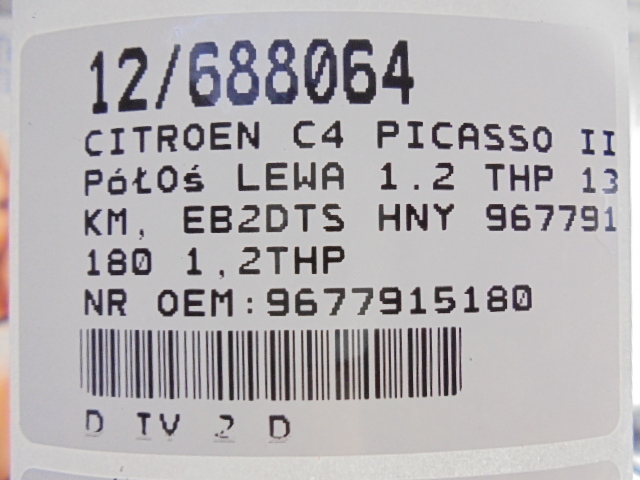 12/688064
CITROEN C4 PICASSO II
PółOś LEWA 1.2 THP 13
KM, EB2DTS HNY 967791
180 1,2THP
NR OEM:9677915180
D IV 2 D